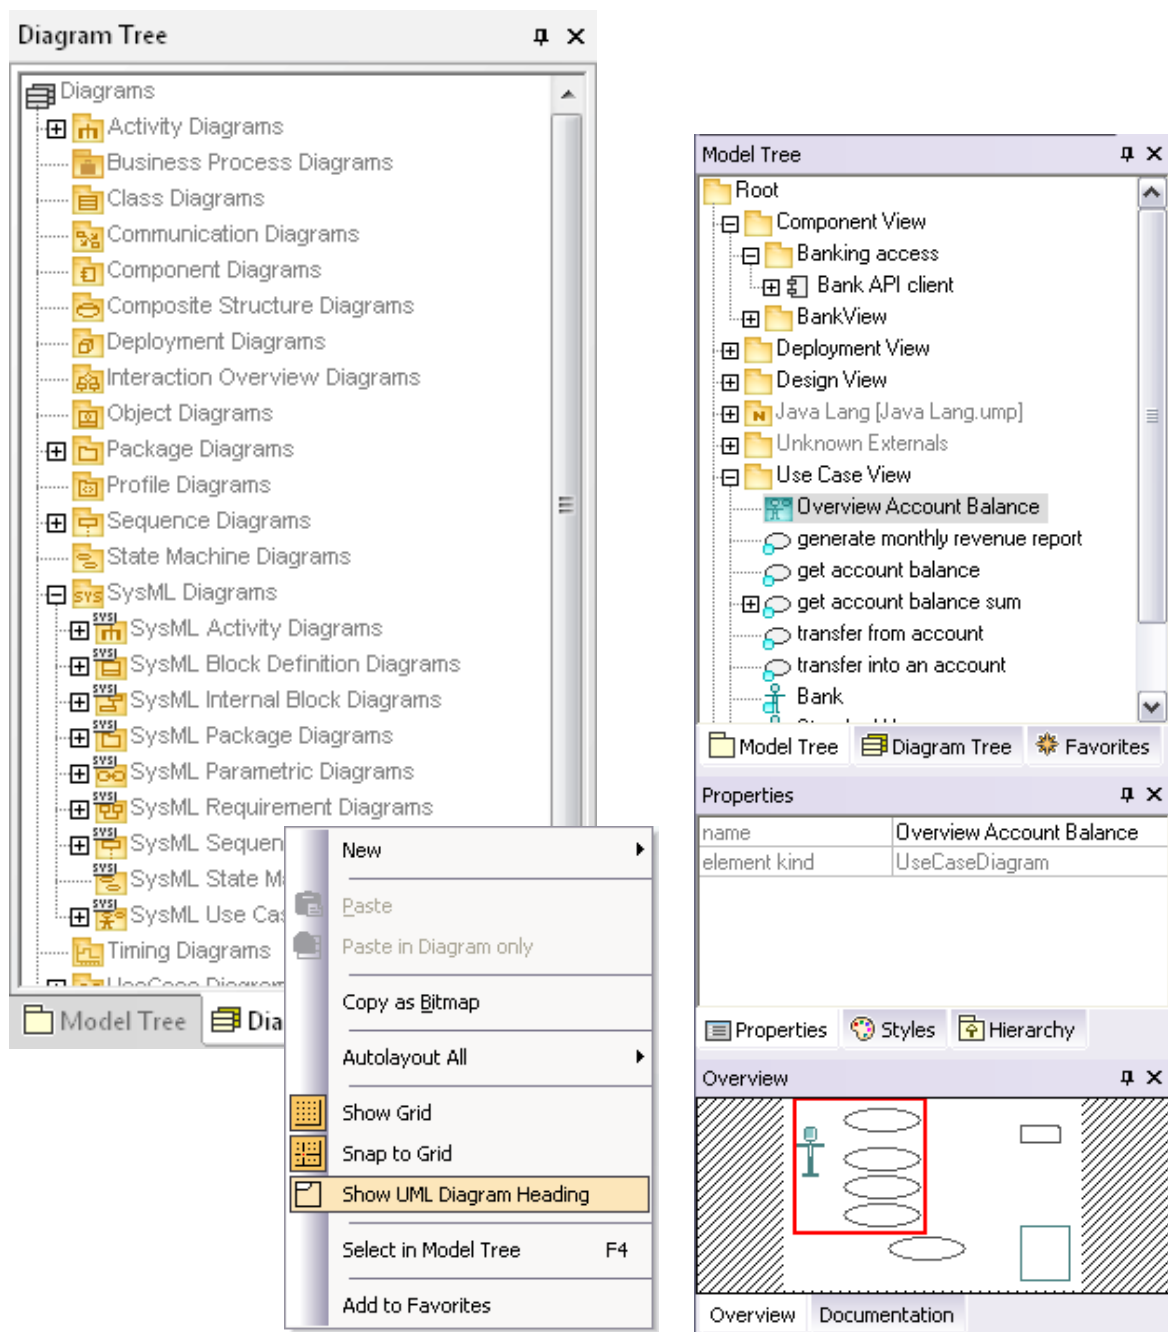 Diagram Tree
Diagrams
Activity Diagrams
Business Process Diagrams
Class Diagrams
Communication Diagrams
Component Diagrams
Composite Structure Diagrams
Deployment Diagrams
Interaction Overview Diagrams
Object Diagrams
Package Diagrams
Profile Diagrams
Sequence Diagrams
State Machine Diagrams
SysML Diagrams
SysML Activity Diagrams
SysML Block Definition Diagrams
SysML Internal Block Diagrams
SysML Package Diagrams
SysML Parametric Diagrams
SysML Requirement Diagrams
SysML Sequen
SysML State M
SysML Use Cas
Timing Diagrams
UseCase Diagram
Model Tree
Dia
New
Paste
Paste in Diagram only
Copy as Bitmap
Autolayout All
Show Grid
Snap to Grid
Show UML Diagram Heading
Select in Model Tree F4
Add to Favorites
Model Tree
Root
Component View
Banking access
Bank API client
BankView
Deployment View
Design View
Java Lang [Java Lang.ump]
Unknown Externals
Use Case View
Overview Account Balance
generate monthly revenue report
get account balance
get account balance sum
transfer from account
transfer into an account
Bank
Model Tree Diagram Tree Favorites
Properties
name Overview Account Balance
element kind UseCaseDiagram
Properties Styles Hierarchy
Overview
Overview Documentation